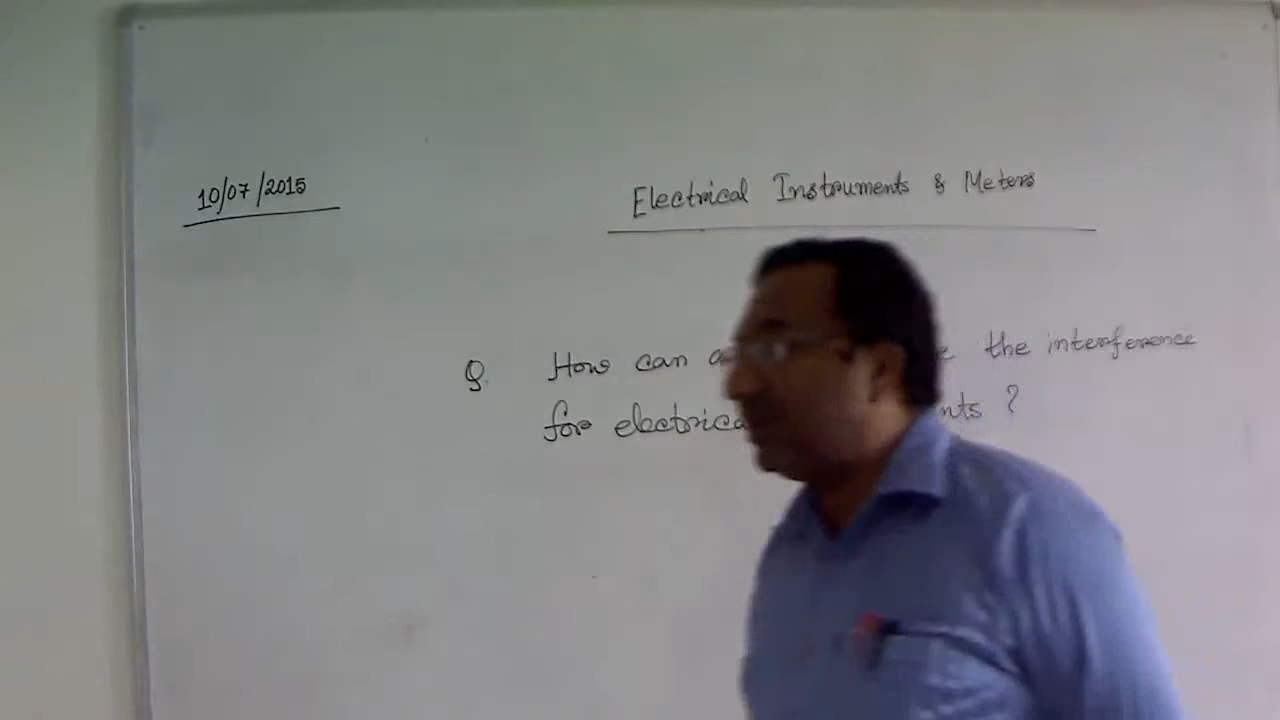 10/07/2015
Electrical Instruments & Meters
Q. How can the interference
for electrical ?